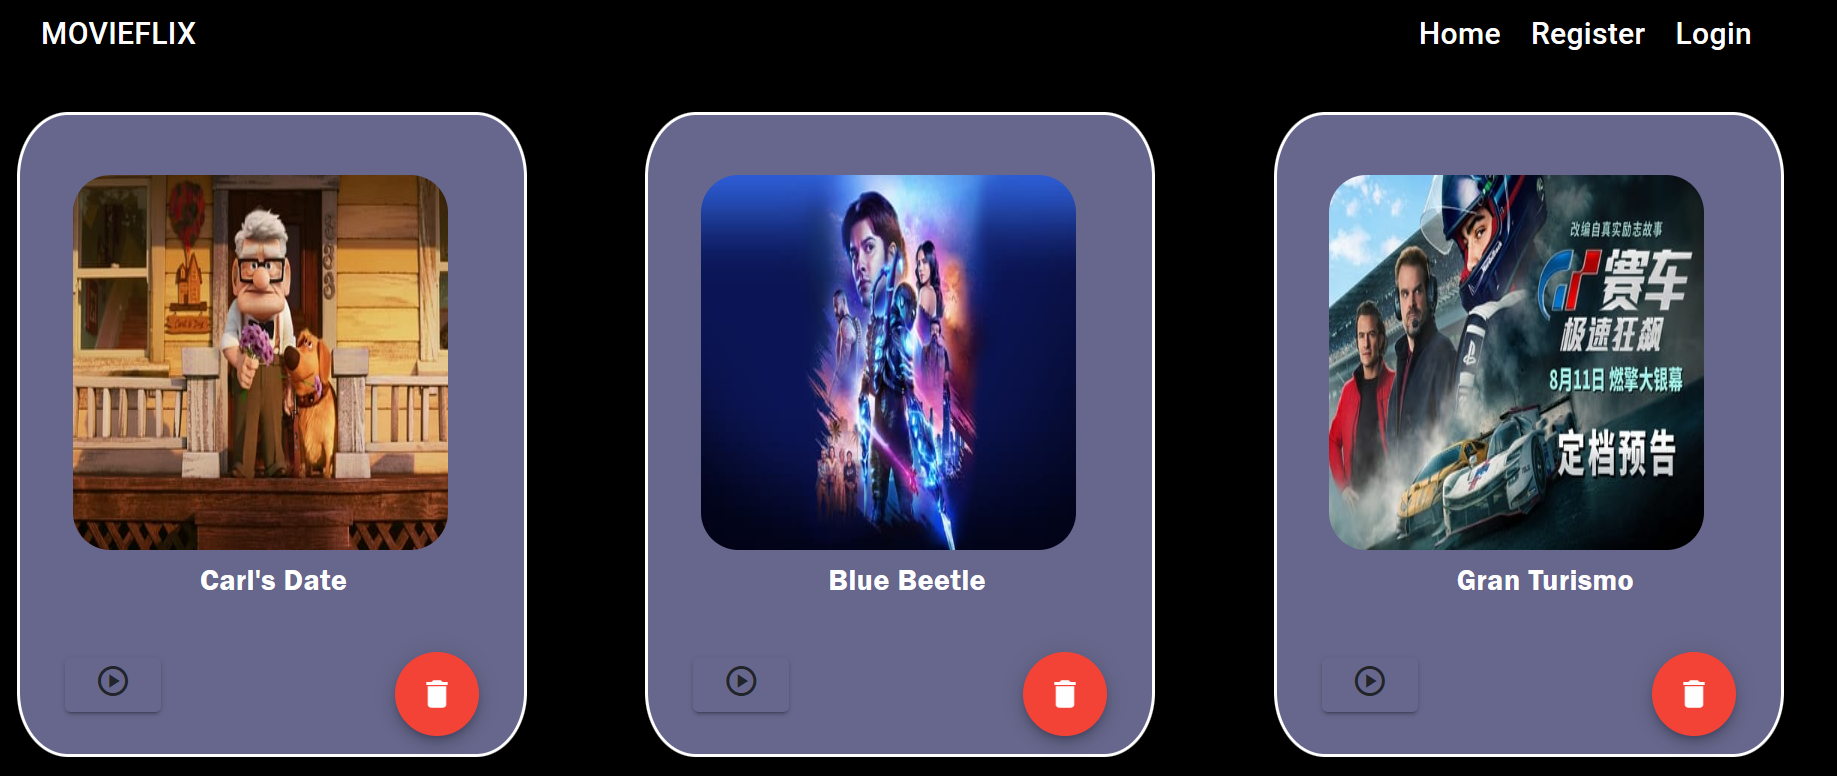 MOVIEFLIX
Home Register Login
改编自真实励志故事
GT 赛车
极速狂飙
8月11日 燃擎大银幕
定档预告
Carl's Date
Blue Beetle
Gran Turismo